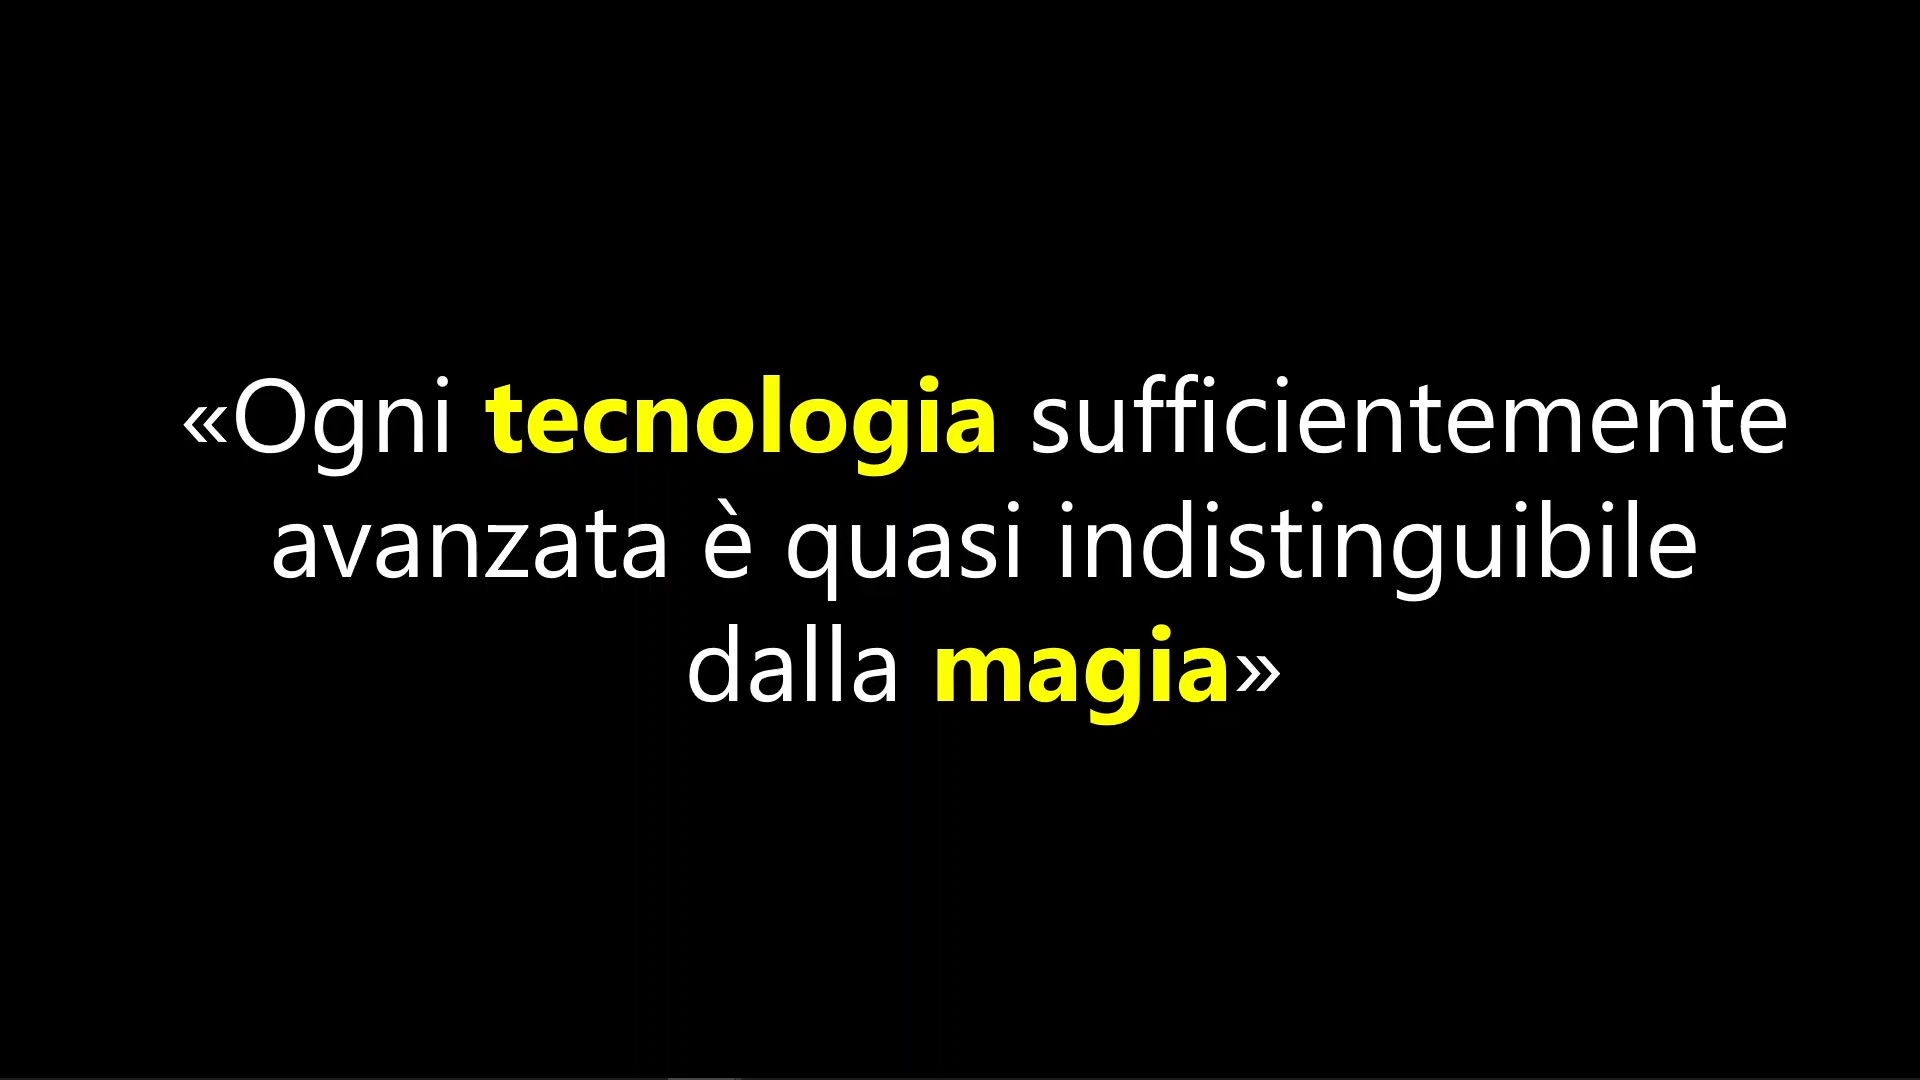 «Ogni tecnologia sufficientemente
avanzata è quasi indistinguibile
dalla magia»